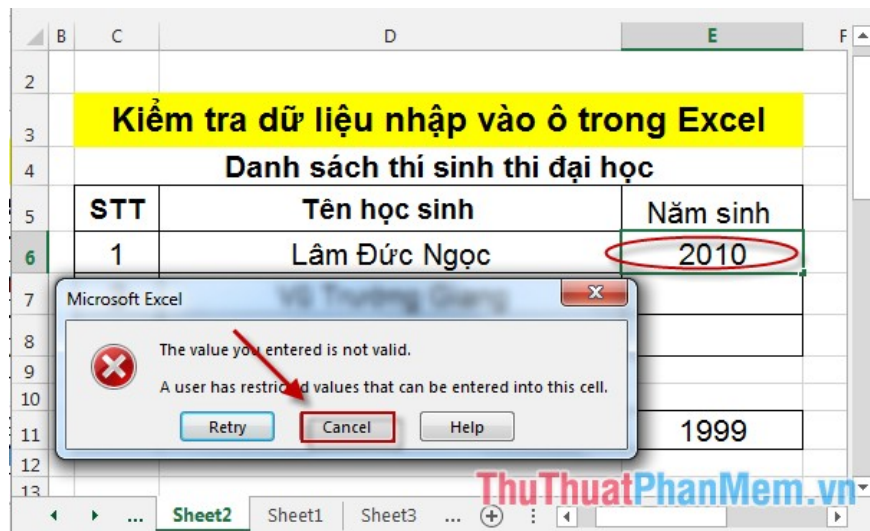 B C D E F
2
3 Kiểm tra dữ liệu nhập vào ô trong Excel
4 Danh sách thí sinh thi đại học
5 STT Tên học sinh Năm sinh
6 1 Lâm Đức Ngọc 2010
7 Vũ Trường Giang
Microsoft Excel
8
The value you entered is not valid.
9
A user has restricted values that can be entered into this cell.
10
Retry Cancel Help
11 1999
12
13
ThuThuatPhanMem.vn
... Sheet2 Sheet1 Sheet3 ...